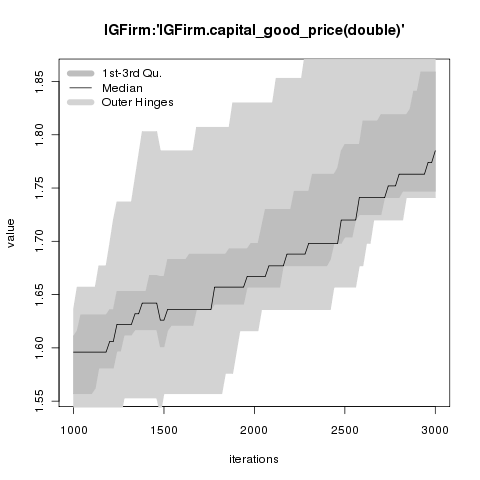 IGFirm:'IGFirm.capital_good_price(double)'
1st-3rd Qu.
Median
Outer Hinges
value
1.85
1.80
1.75
1.70
1.65
1.60
1.55
1000 1500 2000 2500 3000
iterations